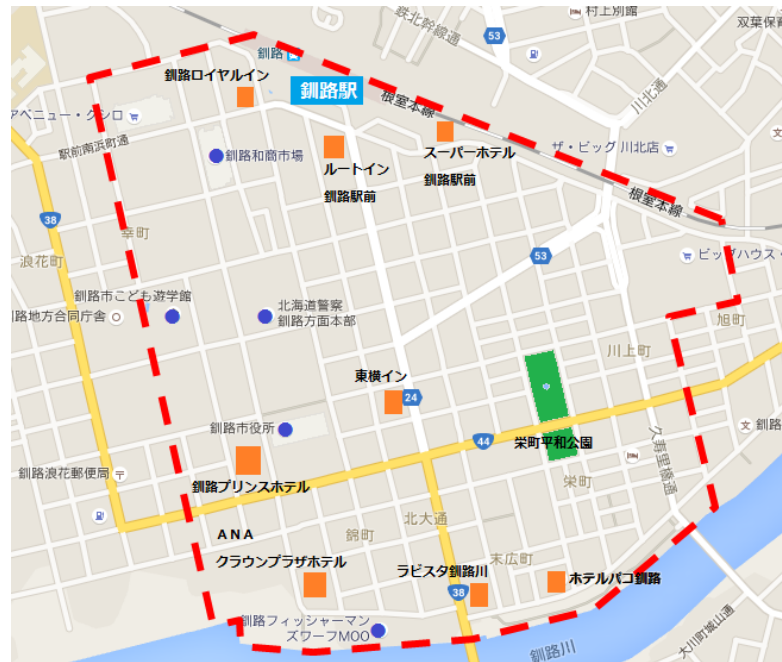 村上別館
双葉保育
鉄北幹線通
53
釧路
釧路ロイヤルイン
釧路駅
川北通
アベニュー・クシロ
根室本線
スーパーホテル
釧路駅前
ザ・ビッグ 川北店
駅前南浜町通
釧路和商市場
ルートイン
釧路駅前
根室本線
38
幸町
浪花町
53
ビッグハウス・
釧路市こども遊学館
北海道警察
釧路方面本部
路地方合同庁舎
旭町
川上町
東横イン
24
釧路市役所
44
栄町平和公園
久寿里橋通
釧路
釧路浪花郵便局
釧路プリンスホテル
栄町
北大通
錦町
ANA
クラウンプラザホテル
末広町
ラビスタ釧路川
ホテルパコ釧路
38
釧路フィッシャーマン
ズワーフMOO
釧路川
大川町城山通